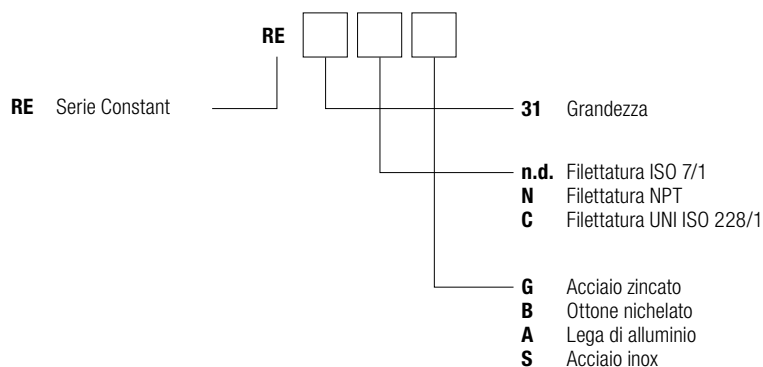 RE
RE Serie Constant
31 Grandezza
n.d. Filettatura ISO 7/1
N Filettatura NPT
C Filettatura UNI ISO 228/1
G Acciaio zincato
B Ottone nichelato
A Lega di alluminio
S Acciaio inox